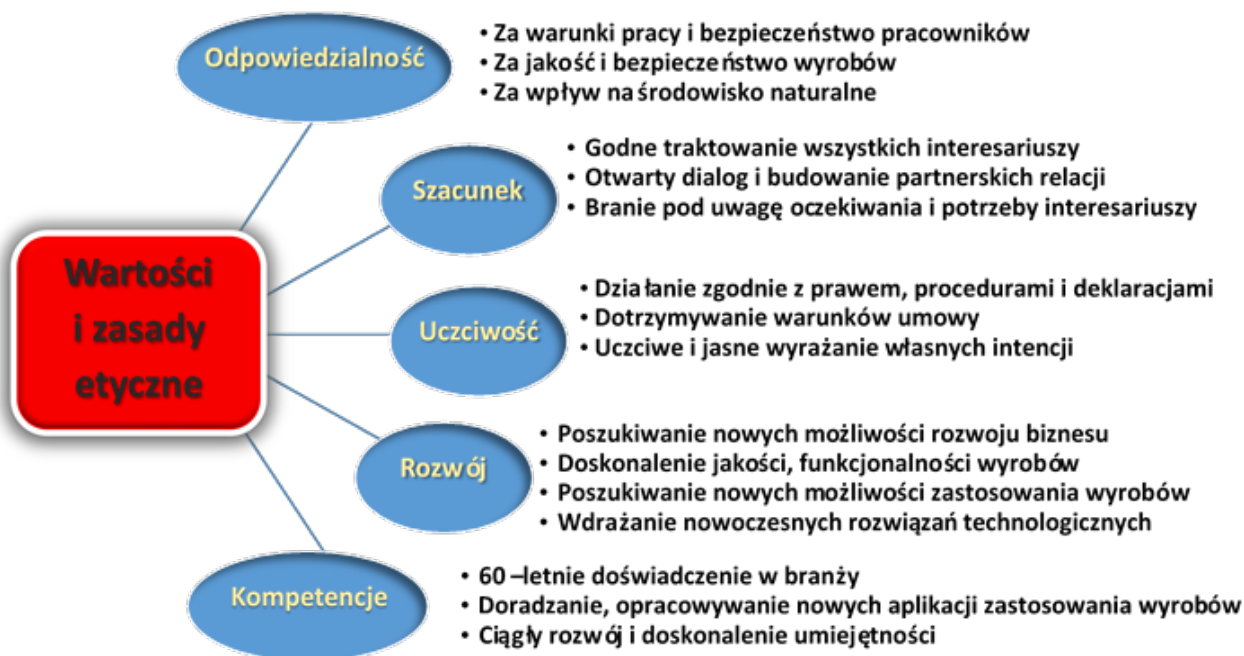 Odpowiedzialność
• Za warunki pracy i bezpieczeństwo pracowników
• Za jakość i bezpieczeństwo wyrobów
• Za wpływ na środowisko naturalne
Szacunek
• Godne traktowanie wszystkich interesariuszy
• Otwarty dialog i budowanie partnerskich relacji
• Branie pod uwagę oczekiwania i potrzeby interesariuszy
Wartości
i zasady
etyczne
Uczciwość
• Działanie zgodnie z prawem, procedurami i deklaracjami
• Dotrzymywanie warunków umowy
• Uczciwe i jasne wyrażanie własnych intencji
Rozwój
• Poszukiwanie nowych możliwości rozwoju biznesu
• Doskonalenie jakości, funkcjonalności wyrobów
• Poszukiwanie nowych możliwości zastosowania wyrobów
• Wdrażanie nowoczesnych rozwiązań technologicznych
Kompetencje
• 60 –letnie doświadczenie w branży
• Doradzanie, opracowywanie nowych aplikacji zastosowania wyrobów
• Ciągły rozwój i doskonalenie umiejętności